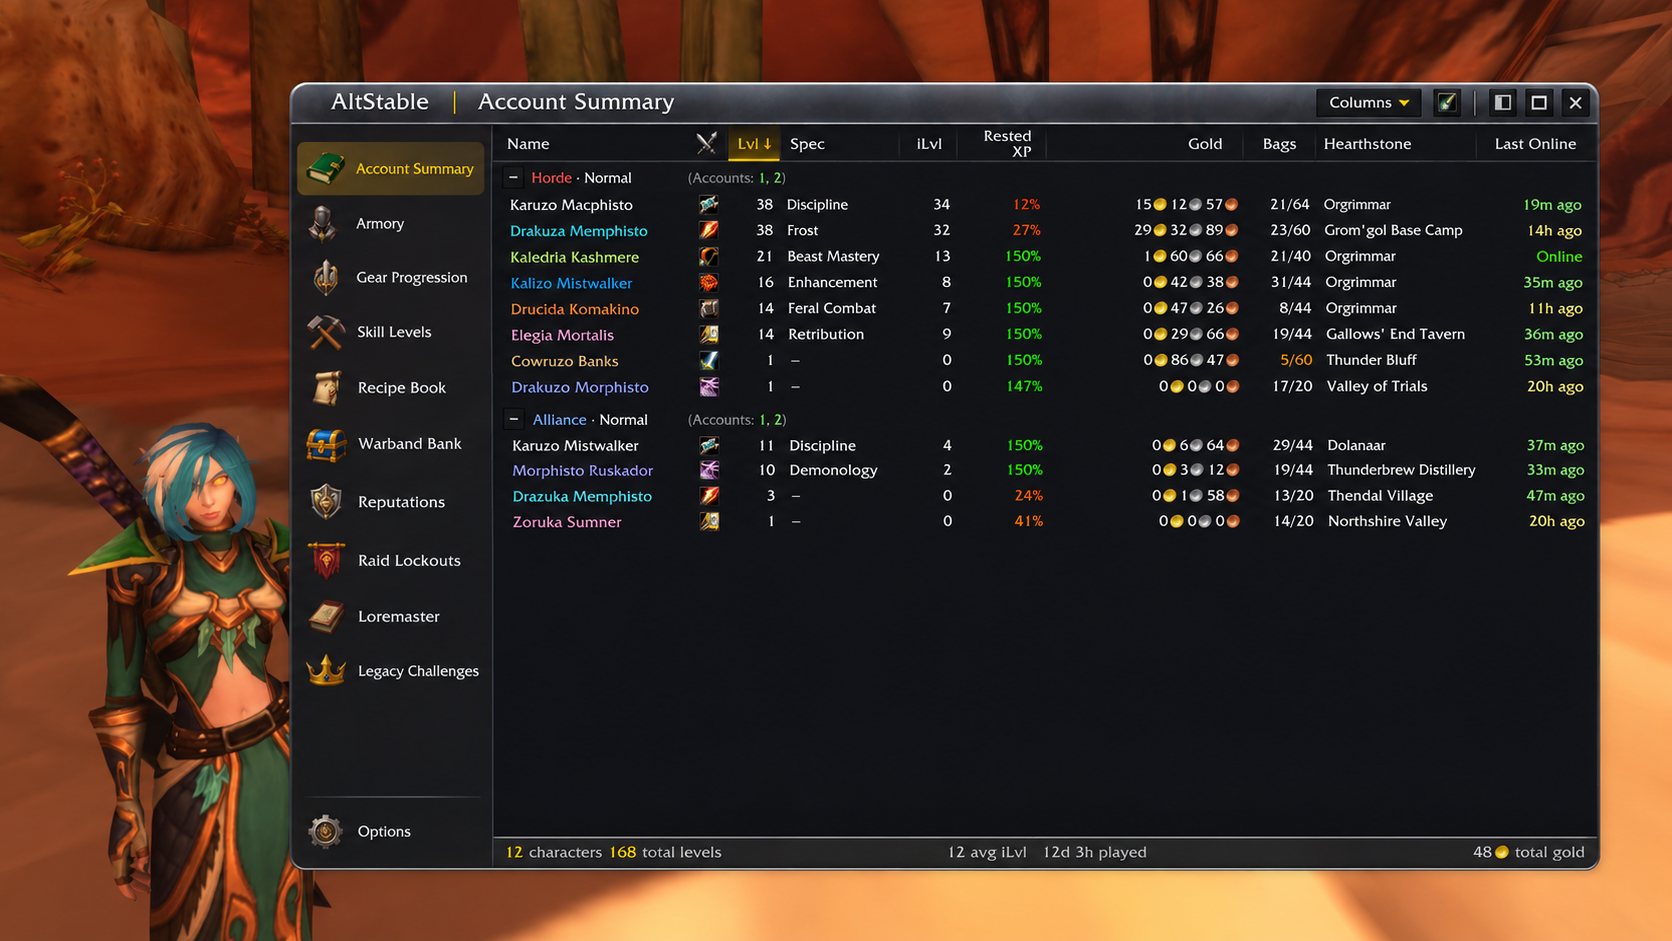 AltStable | Account Summary Columns
Name Lvl ↓ Spec iLvl Rested XP Gold Bags Hearthstone Last Online
− Horde · Normal (Accounts: 1, 2)
Karuzo Macphisto 38 Discipline 34 12% 15 12 57 21/64 Orgrimmar 19m ago
Drakuza Memphisto 38 Frost 32 27% 29 32 89 23/60 Grom'gol Base Camp 14h ago
Kaledria Kashmere 21 Beast Mastery 13 150% 1 60 66 21/40 Orgrimmar Online
Kalizo Mistwalker 16 Enhancement 8 150% 0 42 38 31/44 Orgrimmar 35m ago
Drucida Komakino 14 Feral Combat 7 150% 0 47 26 8/44 Orgrimmar 11h ago
Elegia Mortalis 14 Retribution 9 150% 0 29 66 19/44 Gallows' End Tavern 36m ago
Cowruzo Banks 1 – 0 150% 0 86 47 5/60 Thunder Bluff 53m ago
Drakuzo Morphisto 1 – 0 147% 0 0 0 17/20 Valley of Trials 20h ago
− Alliance · Normal (Accounts: 1, 2)
Karuzo Mistwalker 11 Discipline 4 150% 0 6 64 29/44 Dolanaar 37m ago
Morphisto Ruskador 10 Demonology 2 150% 0 3 12 19/44 Thunderbrew Distillery 33m ago
Drazuka Memphisto 3 – 0 24% 0 1 58 13/20 Thendal Village 47m ago
Zoruka Sumner 1 – 0 41% 0 0 0 14/20 Northshire Valley 20h ago
Account Summary
Armory
Gear Progression
Skill Levels
Recipe Book
Warband Bank
Reputations
Raid Lockouts
Loremaster
Legacy Challenges
Options
12 characters 168 total levels 12 avg iLvl 12d 3h played 48 total gold